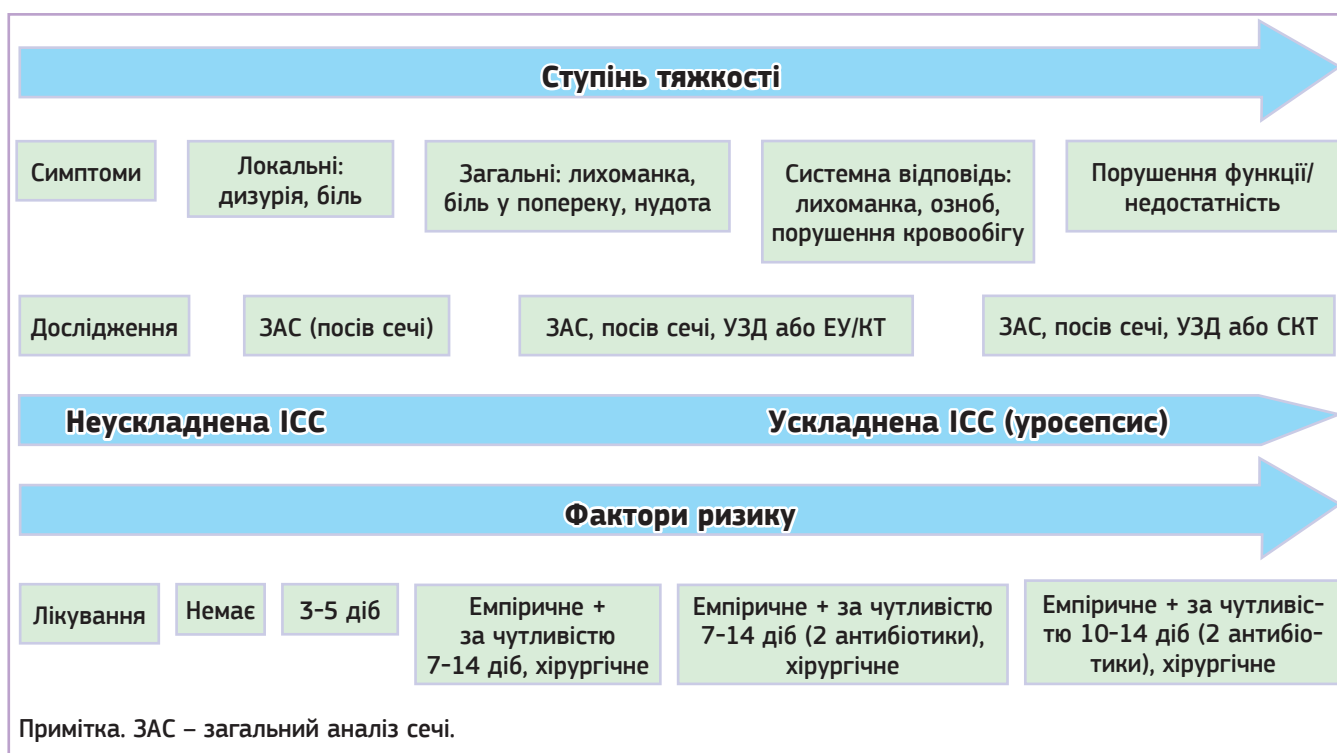 Ступінь тяжкості
Симптоми
Локальні:
дизурія, біль
Загальні: лихоманка,
біль у попереку, нудота
Системна відповідь:
лихоманка, озноб,
порушення кровообігу
Порушення функції/
недостатність
Дослідження
ЗАС (посів сечі)
ЗАС, посів сечі, УЗД або ЕУ/КТ
ЗАС, посів сечі, УЗД або СКТ
Неускладнена ІСС
Ускладнена ІСС (уросепсис)
Фактори ризику
Лікування
Немає
3-5 діб
Емпіричне +
за чутливістю
7-14 діб, хірургічне
Емпіричне + за чутливістю
7-14 діб (2 антибіотики),
хірургічне
Емпіричне + за чутливіс-
тю 10-14 діб (2 антибіо-
тики), хірургічне
Примітка. ЗАС – загальний аналіз сечі.